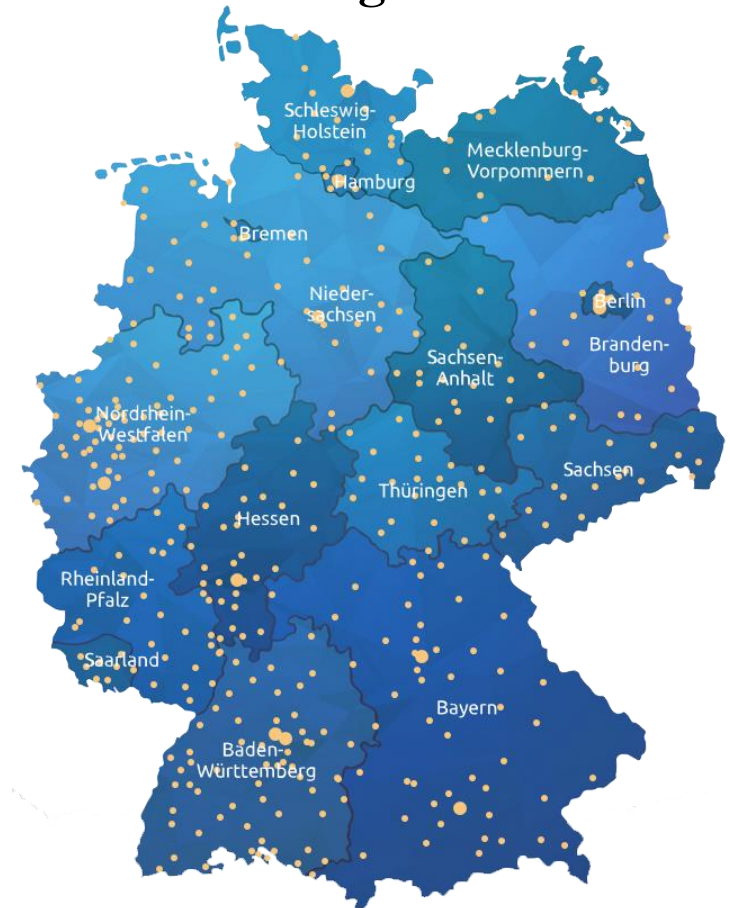 Schleswig-
Holstein
Mecklenburg-
Vorpommern
Hamburg
Bremen
Nieder-
sachsen
Berlin
Branden-
burg
Sachsen-
Anhalt
Nordrhein-
Westfalen
Sachsen
Thüringen
Hessen
Rheinland-
Pfalz
Saarland
Bayern
Baden-
Württemberg